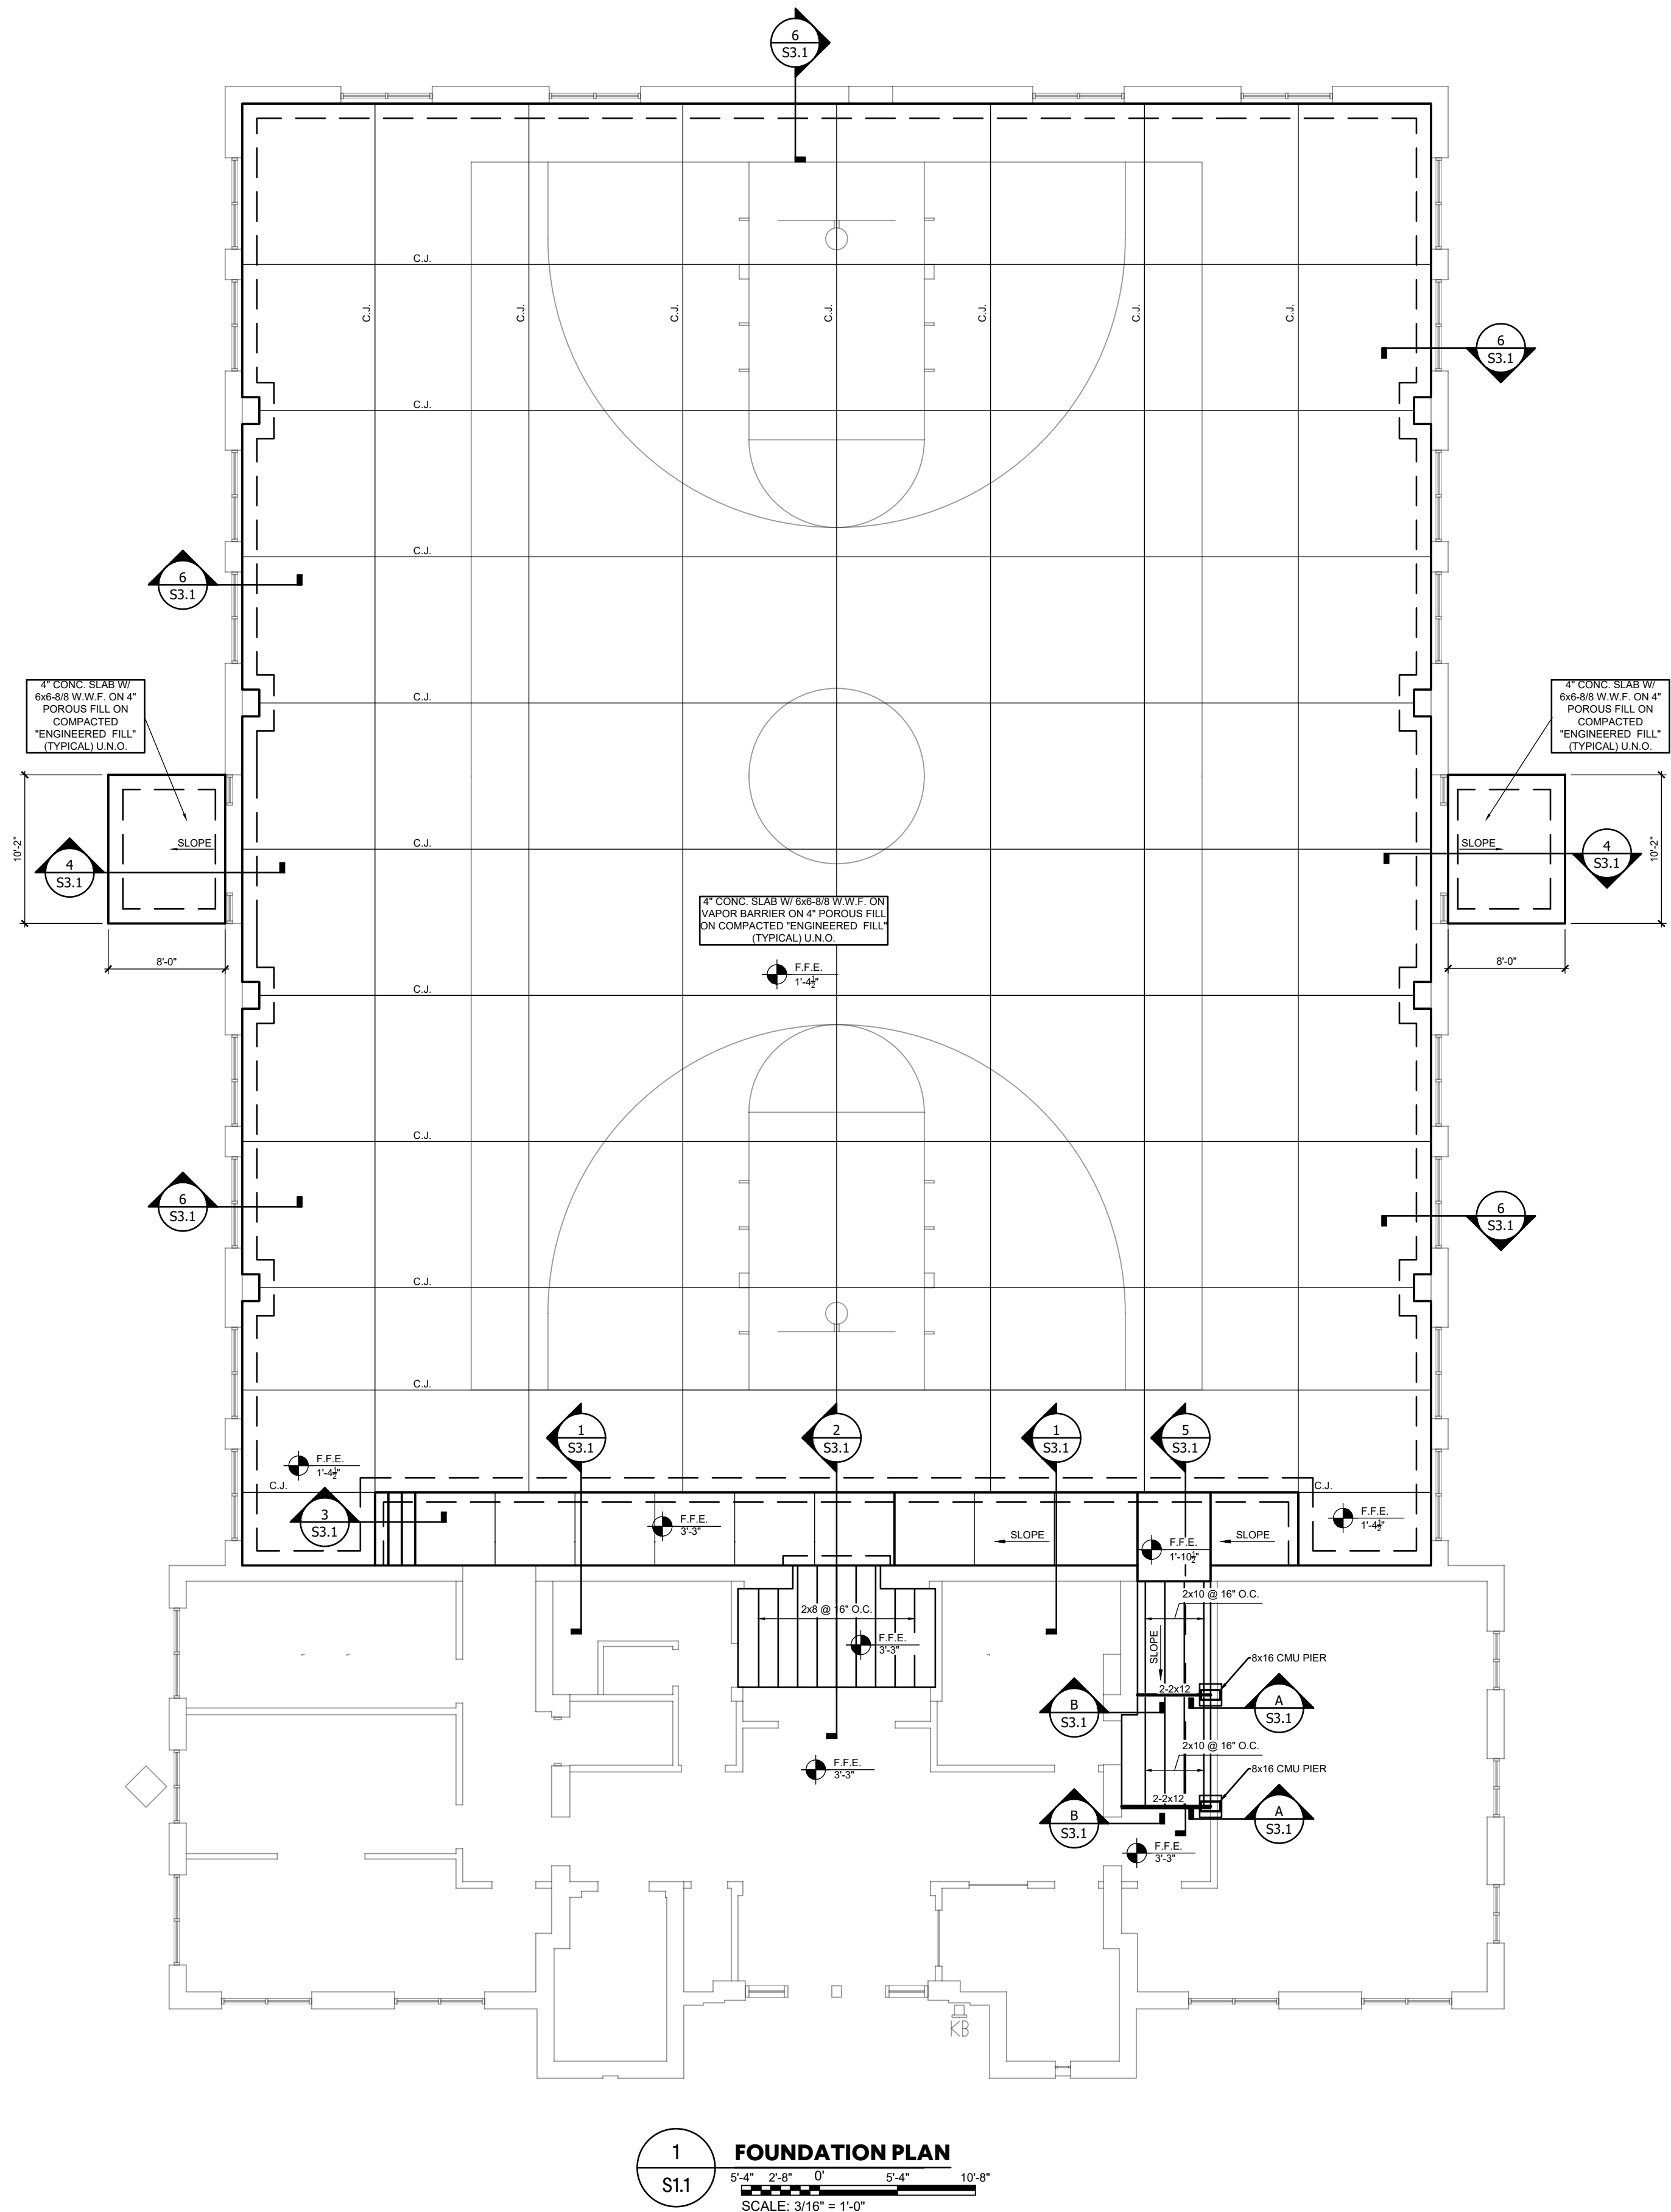 6
S3.1
C.J.
C.J.
C.J.
C.J.
C.J.
C.J.
C.J.
C.J.
6
S3.1
C.J.
C.J.
6
S3.1
4" CONC. SLAB W/
6x6-8/8 W.W.F. ON 4"
POROUS FILL ON
COMPACTED
"ENGINEERED FILL"
(TYPICAL) U.N.O.
4" CONC. SLAB W/
6x6-8/8 W.W.F. ON 4"
POROUS FILL ON
COMPACTED
"ENGINEERED FILL"
(TYPICAL) U.N.O.
C.J.
10'-2"
SLOPE
4
S3.1
C.J.
SLOPE
4
S3.1
10'-2"
4" CONC. SLAB W/ 6x6-8/8 W.W.F. ON
VAPOR BARRIER ON 4" POROUS FILL
ON COMPACTED "ENGINEERED FILL"
(TYPICAL) U.N.O.
8'-0"
8'-0"
F.F.E.
1'-4½"
C.J.
C.J.
6
S3.1
6
S3.1
C.J.
C.J.
1
S3.1
2
S3.1
1
S3.1
5
S3.1
F.F.E.
1'-4½"
C.J.
C.J.
3
S3.1
F.F.E.
3'-3"
SLOPE
SLOPE
F.F.E.
1'-4½"
F.F.E.
1'-10½"
2x10 @ 16" O.C.
2x8 @ 16" O.C.
F.F.E.
3'-3"
SLOPE
8x16 CMU PIER
2-2x12
B
S3.1
A
S3.1
2x10 @ 16" O.C.
F.F.E.
3'-3"
8x16 CMU PIER
2-2x12
B
S3.1
A
S3.1
F.F.E.
3'-3"
KB
1
S1.1
FOUNDATION PLAN
5'-4" 2'-8" 0' 5'-4" 10'-8"
SCALE: 3/16" = 1'-0"